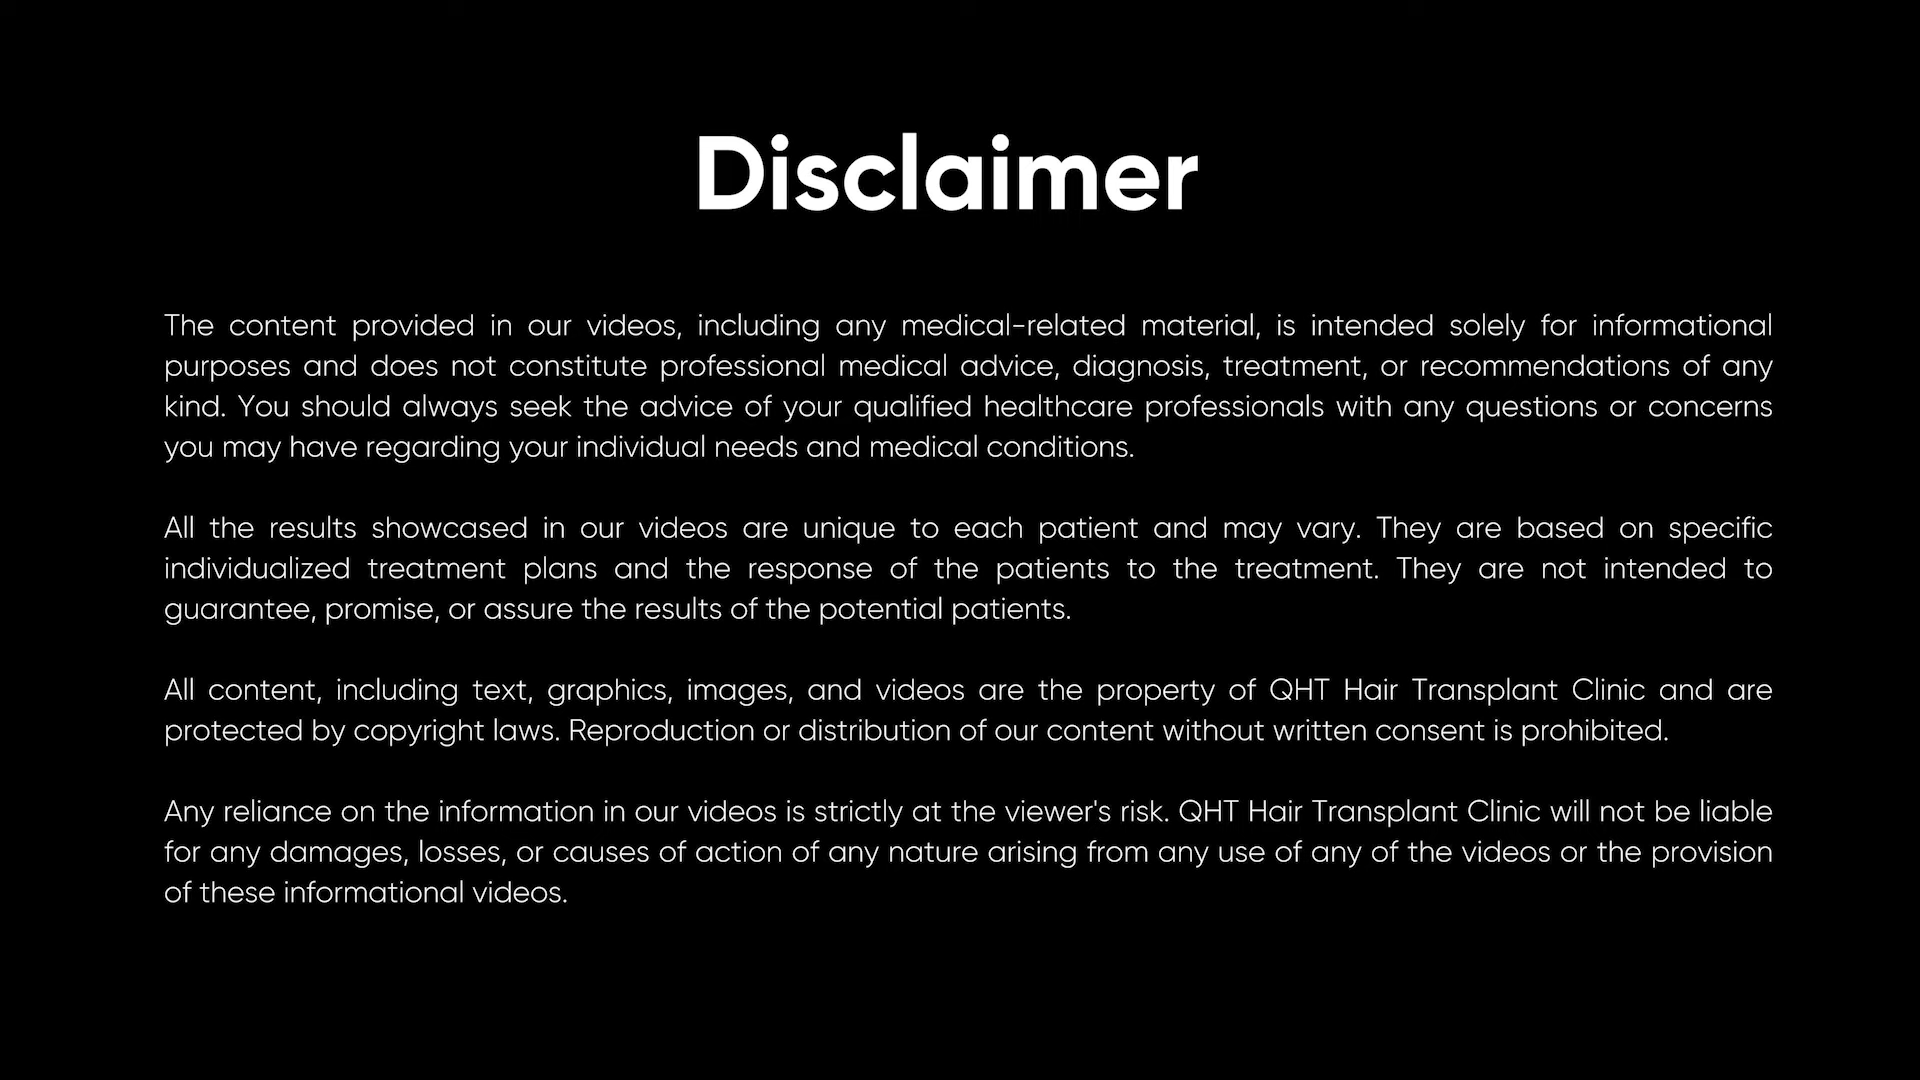 Disclaimer
The content provided in our videos, including any medical-related material, is intended solely for informational
purposes and does not constitute professional medical advice, diagnosis, treatment, or recommendations of any
kind. You should always seek the advice of your qualified healthcare professionals with any questions or concerns
you may have regarding your individual needs and medical conditions.
All the results showcased in our videos are unique to each patient and may vary. They are based on specific
individualized treatment plans and the response of the patients to the treatment. They are not intended to
guarantee, promise, or assure the results of the potential patients.
All content, including text, graphics, images, and videos are the property of QHT Hair Transplant Clinic and are
protected by copyright laws. Reproduction or distribution of our content without written consent is prohibited.
Any reliance on the information in our videos is strictly at the viewer's risk. QHT Hair Transplant Clinic will not be liable
for any damages, losses, or causes of action of any nature arising from any use of any of the videos or the provision
of these informational videos.